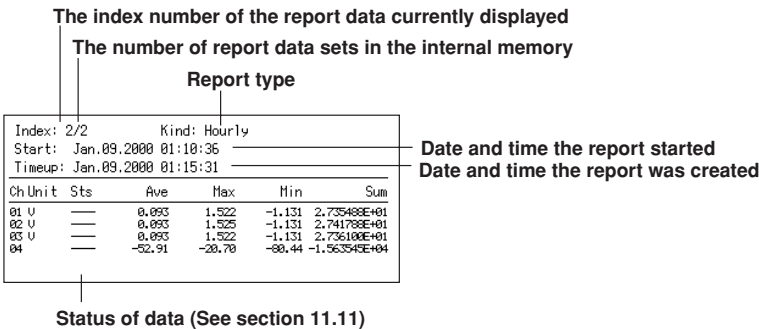 The index number of the report data currently displayed
The number of report data sets in the internal memory
Report type
Index: 2/2 Kind: Hourly
Start: Jan.09.2000 01:10:36
Date and time the report started
Timeup: Jan.09.2000 01:15:31
Date and time the report was created
Ch Unit Sts Ave Max Min Sum
01 V —— 0.093 1.522 -1.131 2.735488E+01
02 V —— 0.093 1.525 -1.131 2.741788E+01
03 V —— 0.093 1.522 -1.131 2.736100E+01
04 —— -52.91 -20.70 -80.44 -1.563545E+04
Status of data (See section 11.11)